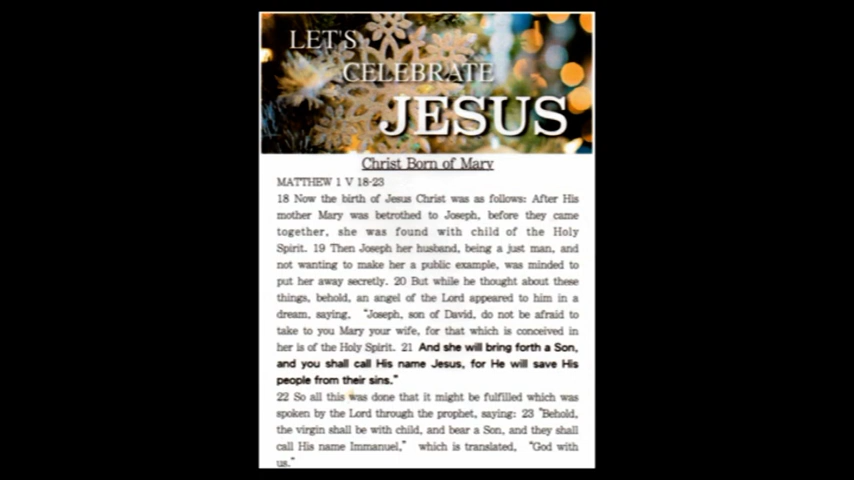 LET'S
CELEBRATE
JESUS
Christ Born of Mary
MATTHEW 1 V 18-23
18 Now the birth of Jesus Christ was as follows: After His
mother Mary was betrothed to Joseph, before they came
together, she was found with child of the Holy
Spirit. 19 Then Joseph her husband, being a just man, and
not wanting to make her a public example, was minded to
put her away secretly. 20 But while he thought about these
things, behold, an angel of the Lord appeared to him in a
dream, saying, "Joseph, son of David, do not be afraid to
take to you Mary your wife, for that which is conceived in
her is of the Holy Spirit. 21 And she will bring forth a Son,
and you shall call His name Jesus, for He will save His
people from their sins."
22 So all this was done that it might be fulfilled which was
spoken by the Lord through the prophet, saying: 23 "Behold,
the virgin shall be with child, and bear a Son, and they shall
call His name Immanuel," which is translated, "God with
us."